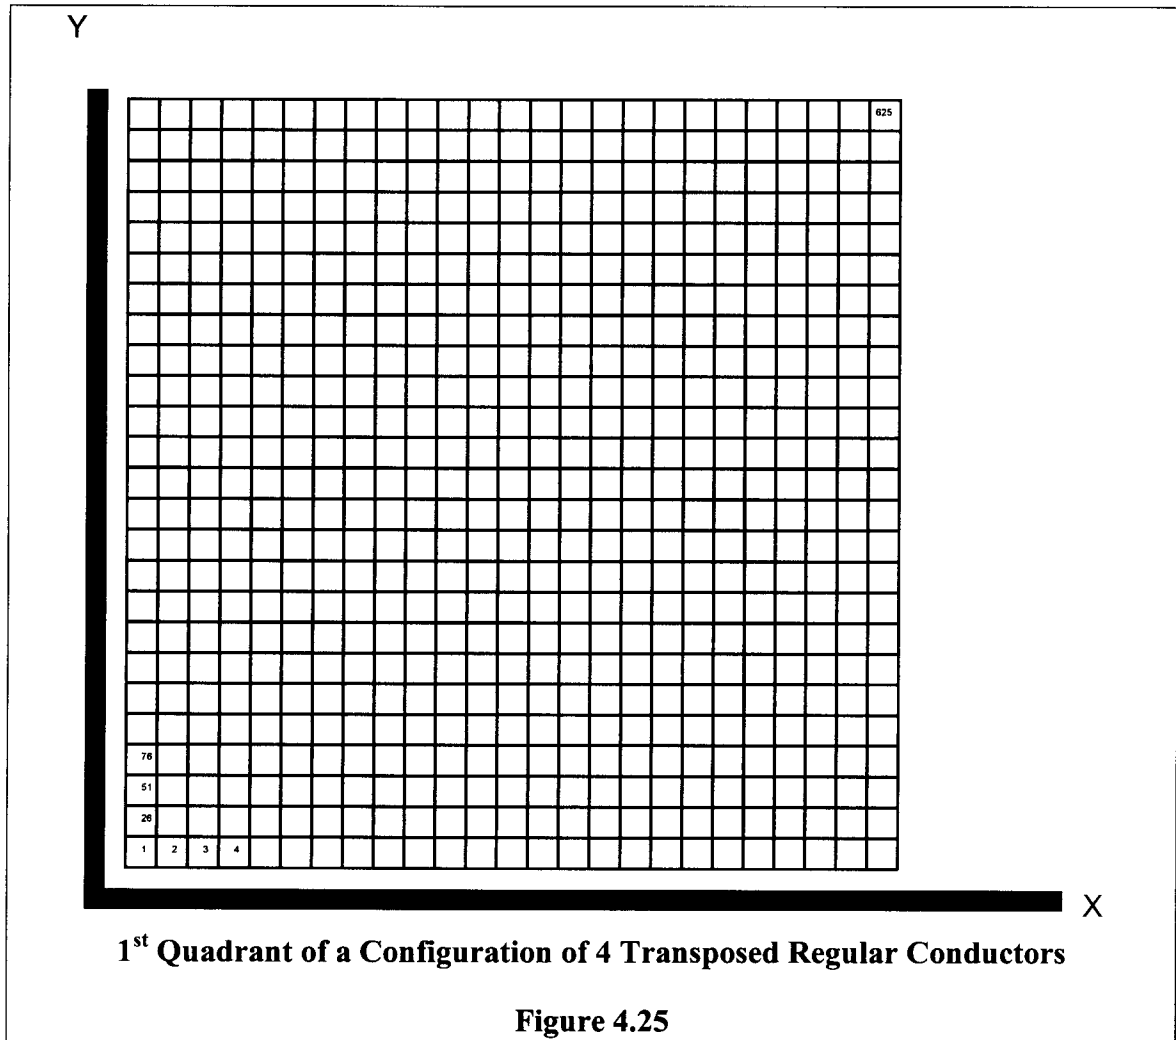 Y
625
76
51
26
1 2 3 4
X
1st Quadrant of a Configuration of 4 Transposed Regular Conductors
Figure 4.25